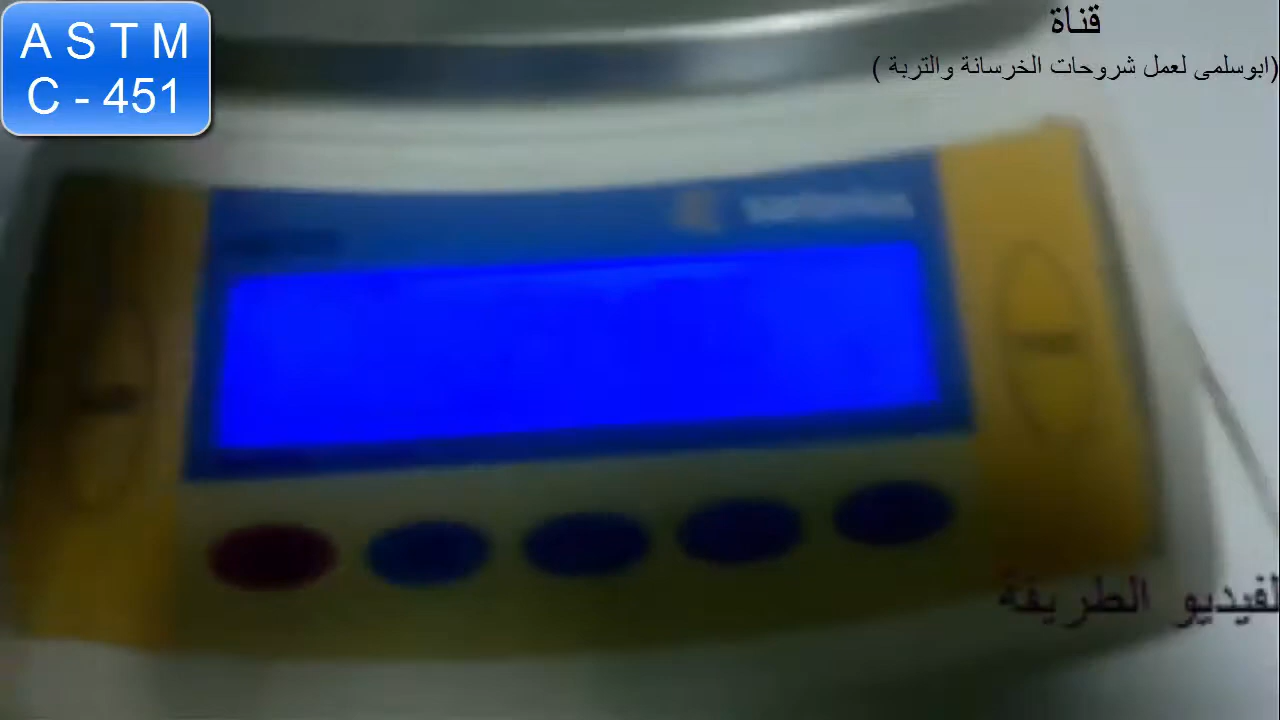 A S T M
C - 451
قناة
(ابوسلمى لعمل شروحات الخرسانة والتربة )
لفيديو الطريقة